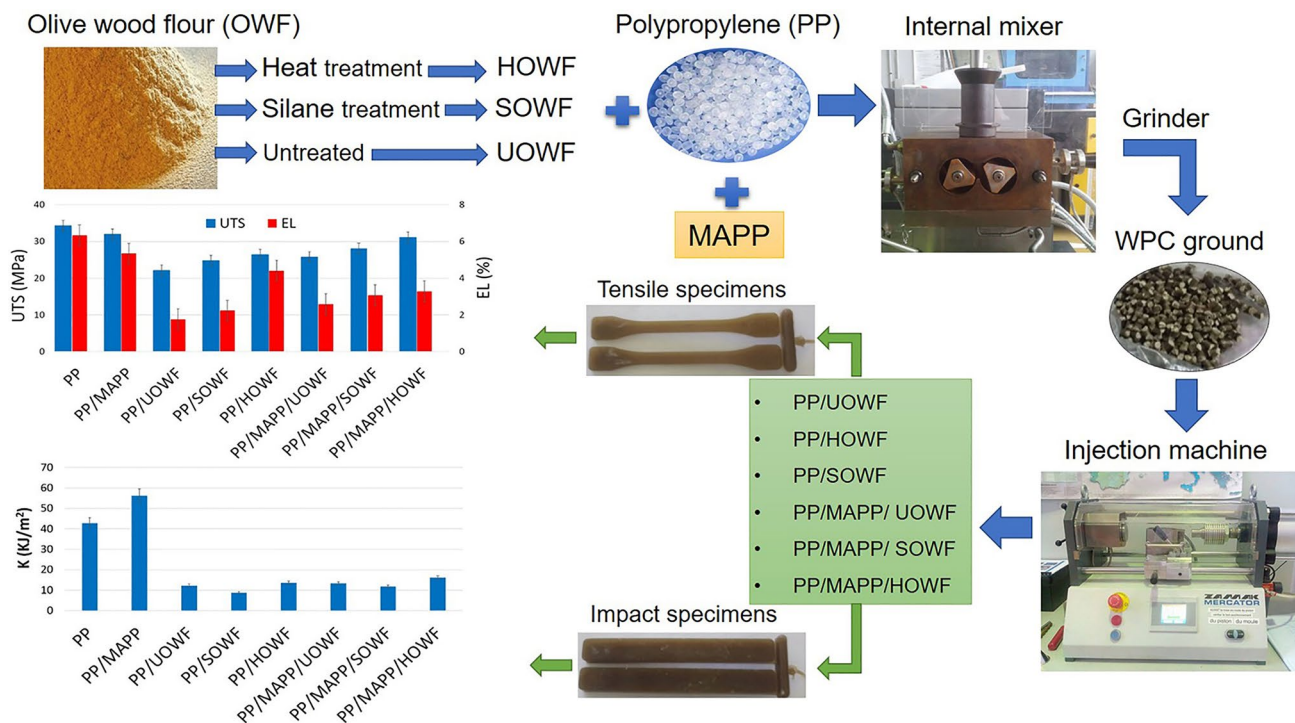 Olive wood flour (OWF)
Heat treatment
HOWF
Silane treatment
SOWF
Untreated
UOWF
Polypropylene (PP)
MAPP
Internal mixer
Grinder
WPC ground
Injection machine
ZAMAK
MERCATOR
du piston
du moule
PP/UOWF
PP/HOWF
PP/SOWF
PP/MAPP/ UOWF
PP/MAPP/ SOWF
PP/MAPP/HOWF
Tensile specimens
Impact specimens
UTS (MPa)
40
30
20
10
0
UTS
EL
8
6
4
2
0
EL (%)
PP
PP/MAPP
PP/UOWF
PP/SOWF
PP/HOWF
PP/MAPP/UOWF
PP/MAPP/SOWF
PP/MAPP/HOWF
K (KJ/m²)
70
60
50
40
30
20
10
0
PP
PP/MAPP
PP/UOWF
PP/SOWF
PP/HOWF
PP/MAPP/UOWF
PP/MAPP/SOWF
PP/MAPP/HOWF